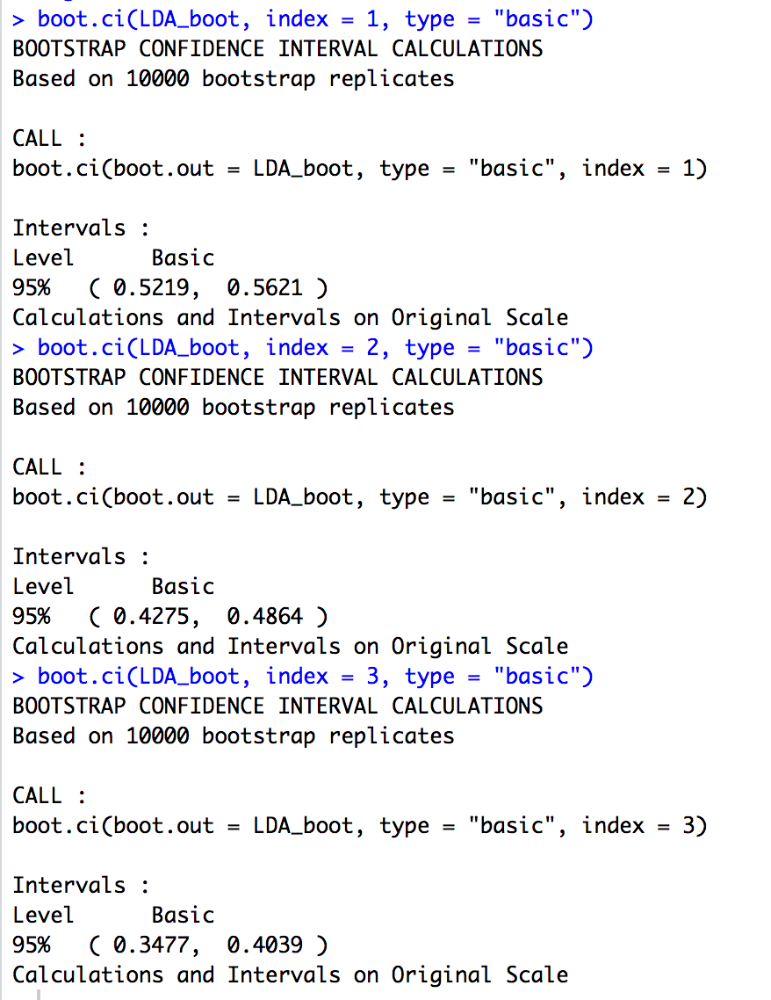 > boot.ci(LDA_boot, index = 1, type = "basic")
BOOTSTRAP CONFIDENCE INTERVAL CALCULATIONS
Based on 10000 bootstrap replicates

CALL :
boot.ci(boot.out = LDA_boot, type = "basic", index = 1)

Intervals :
Level      Basic
95%   ( 0.5219,  0.5621 )
Calculations and Intervals on Original Scale
> boot.ci(LDA_boot, index = 2, type = "basic")
BOOTSTRAP CONFIDENCE INTERVAL CALCULATIONS
Based on 10000 bootstrap replicates

CALL :
boot.ci(boot.out = LDA_boot, type = "basic", index = 2)

Intervals :
Level      Basic
95%   ( 0.4275,  0.4864 )
Calculations and Intervals on Original Scale
> boot.ci(LDA_boot, index = 3, type = "basic")
BOOTSTRAP CONFIDENCE INTERVAL CALCULATIONS
Based on 10000 bootstrap replicates

CALL :
boot.ci(boot.out = LDA_boot, type = "basic", index = 3)

Intervals :
Level      Basic
95%   ( 0.3477,  0.4039 )
Calculations and Intervals on Original Scale